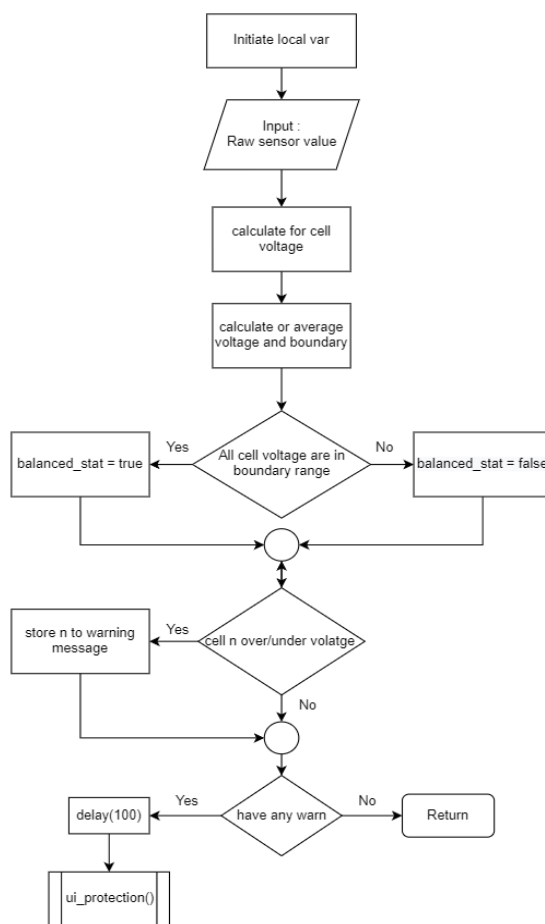 Initiate local var
Input :
Raw sensor value
calculate for cell
voltage
calculate or average
voltage and boundary
All cell voltage are in
boundary range
Yes
No
balanced_stat = true
balanced_stat = false
cell n over/under volatge
Yes
store n to warning
message
No
have any warn
Yes
No
delay(100)
Return
ui_protection()